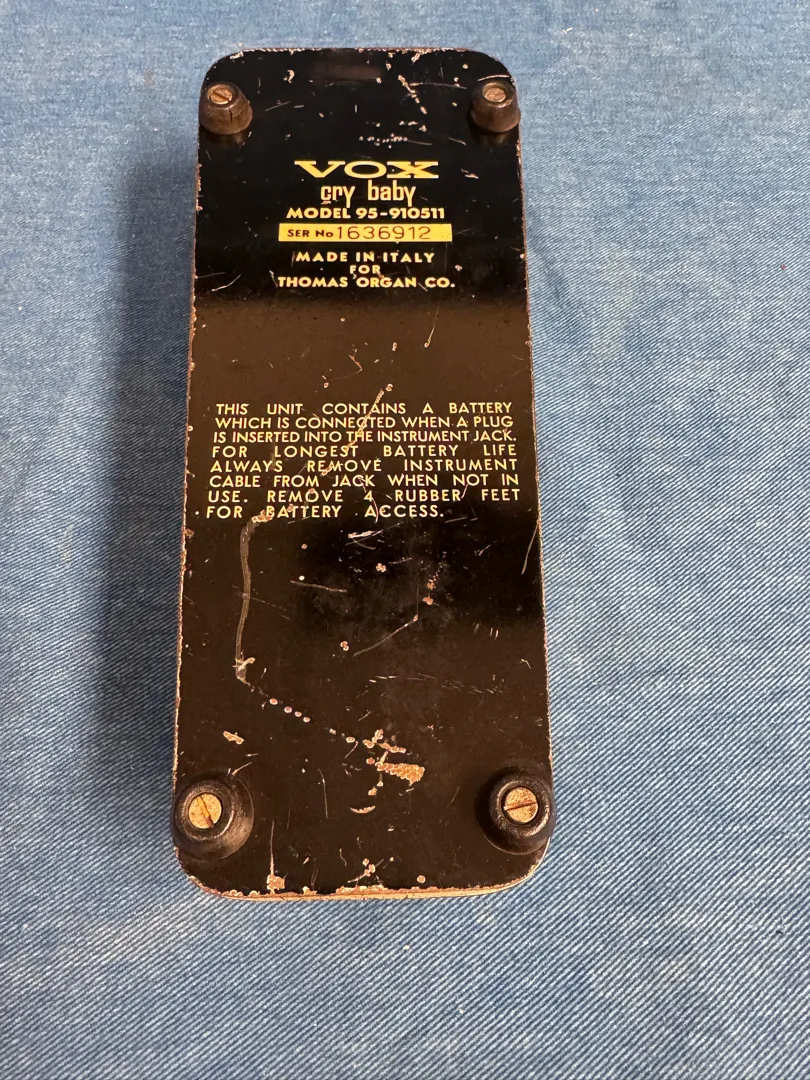 VOX
cry baby
MODEL 95-910511
SER No 1636912
MADE IN ITALY
FOR
THOMAS ORGAN CO.
THIS UNIT CONTAINS A BATTERY
WHICH IS CONNECTED WHEN A PLUG
IS INSERTED INTO THE INSTRUMENT JACK.
FOR LONGEST BATTERY LIFE
ALWAYS REMOVE INSTRUMENT
CABLE FROM JACK WHEN NOT IN
USE. REMOVE 4 RUBBER FEET
FOR BATTERY ACCESS.